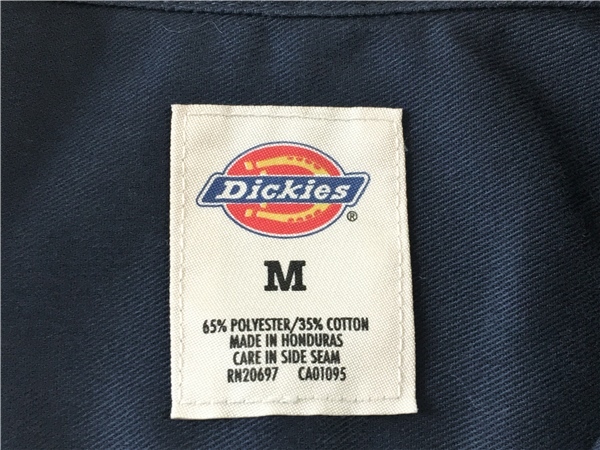 Dickies®
M
65% POLYESTER/35% COTTON
MADE IN HONDURAS
CARE IN SIDE SEAM
RN20697 CA01095